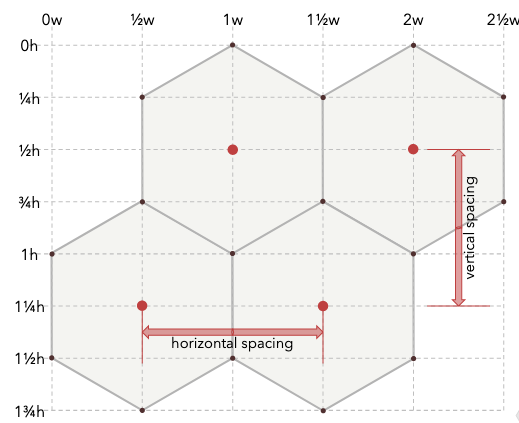 0w ½w 1w 1½w 2w 2½w
0h
¼h
½h
¾h
vertical spacing
1h
1¼h
horizontal spacing
1½h
1¾h